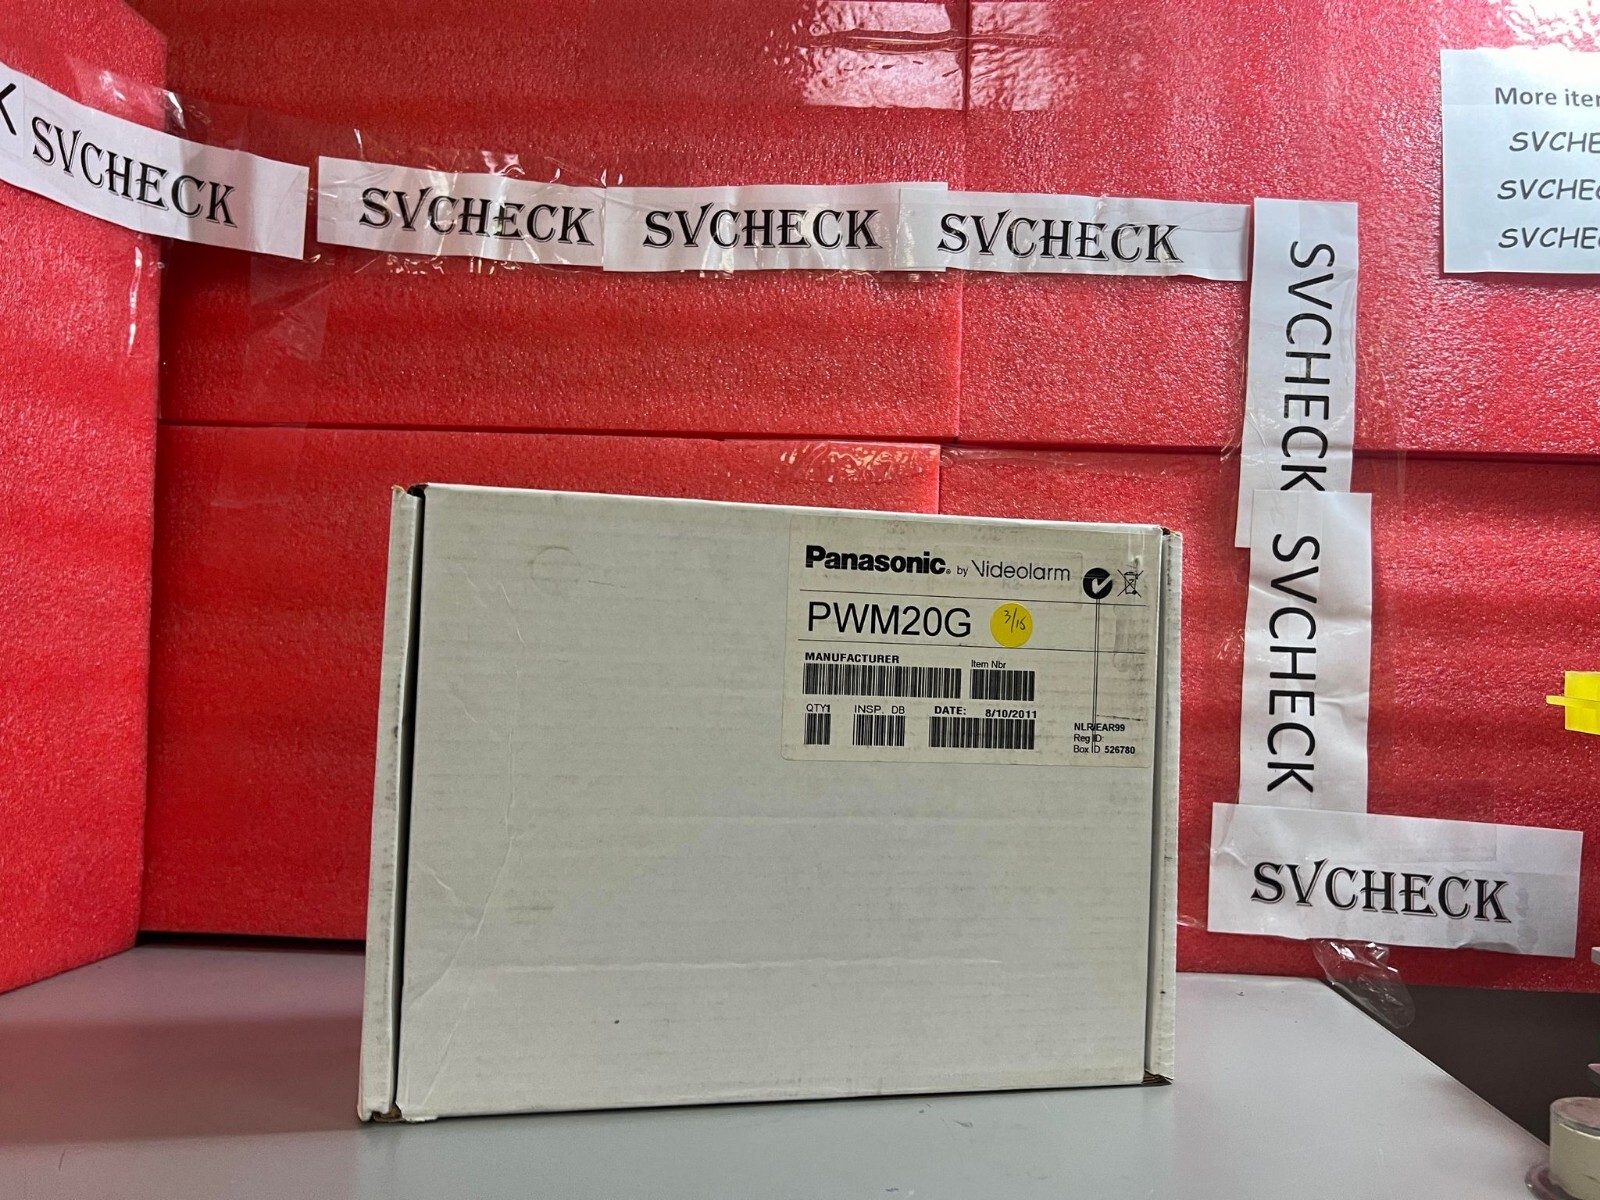 SVCHECK
SVCHECK
SVCHECK
SVCHECK
More
SVCHE
SVCHE
SVCHE
SVCHECK
SVCHECK
SVCHECK
Panasonic® by Videolarm
PWM20G
3/15
MANUFACTURER
Item Nbr
QTY1
INSP. DB
DATE: 8/10/2011
NLR/EAR99
Reg ID:
Box ID 526780